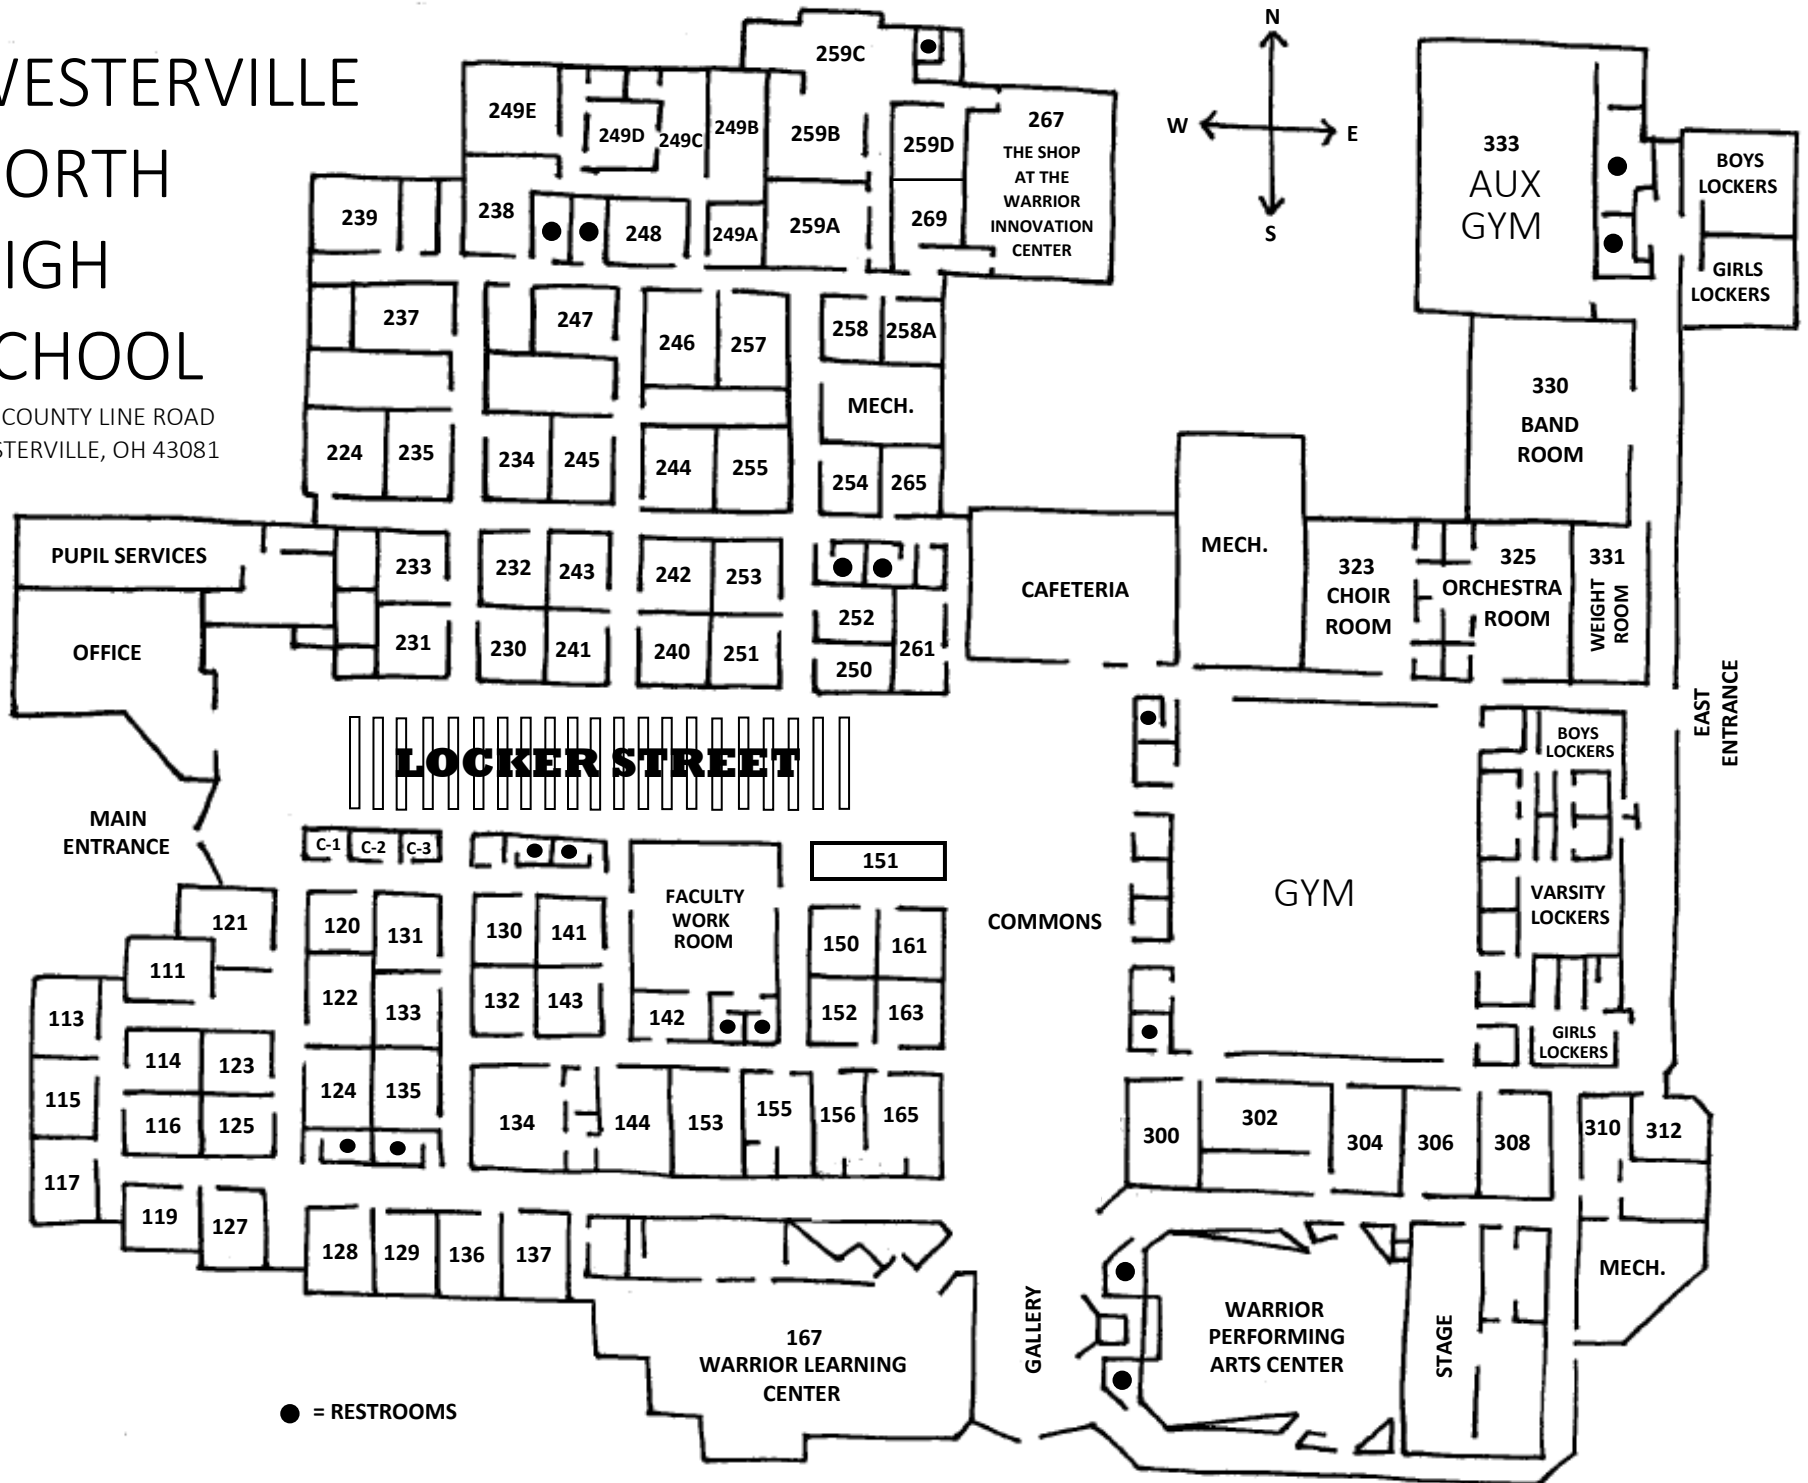 VESTERVILLE
ORTH
IGH
CHOOL
COUNTY LINE ROAD
STERVILLE, OH 43081
N
W
E
S
259C
249E
249D
249C
249B
259B
259D
267
THE SHOP
AT THE
WARRIOR
INNOVATION
CENTER
239
238
248
249A
259A
269
333
AUX
GYM
BOYS
LOCKERS
GIRLS
LOCKERS
237
247
246
257
258
258A
MECH.
330
BAND
ROOM
224
235
234
245
244
255
254
265
PUPIL SERVICES
OFFICE
233
232
243
242
253
252
231
230
241
240
251
250
261
CAFETERIA
MECH.
323
CHOIR
ROOM
325
ORCHESTRA
ROOM
331
WEIGHT
ROOM
EAST
ENTRANCE
LOCKER STREET
MAIN
ENTRANCE
C-1
C-2
C-3
FACULTY
WORK
ROOM
151
COMMONS
GYM
BOYS
LOCKERS
VARSITY
LOCKERS
GIRLS
LOCKERS
121
120
131
130
141
150
161
111
113
122
133
132
143
142
152
163
114
123
115
116
125
124
135
134
144
153
155
156
165
117
119
127
128
129
136
137
300
302
304
306
308
310
312
MECH.
167
WARRIOR LEARNING
CENTER
GALLERY
WARRIOR
PERFORMING
ARTS CENTER
STAGE
= RESTROOMS